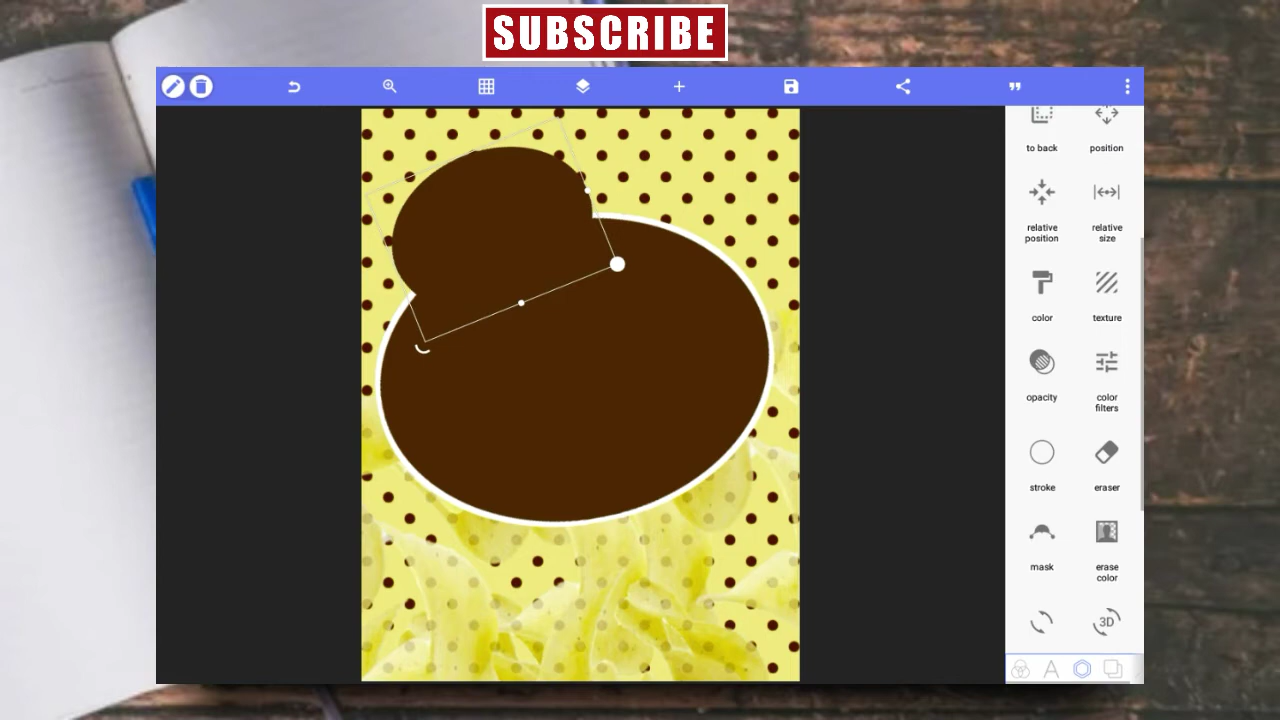 SUBSCRIBE
to back
position
relative
position
relative
size
color
texture
opacity
color
filters
stroke
eraser
mask
erase
color
3D